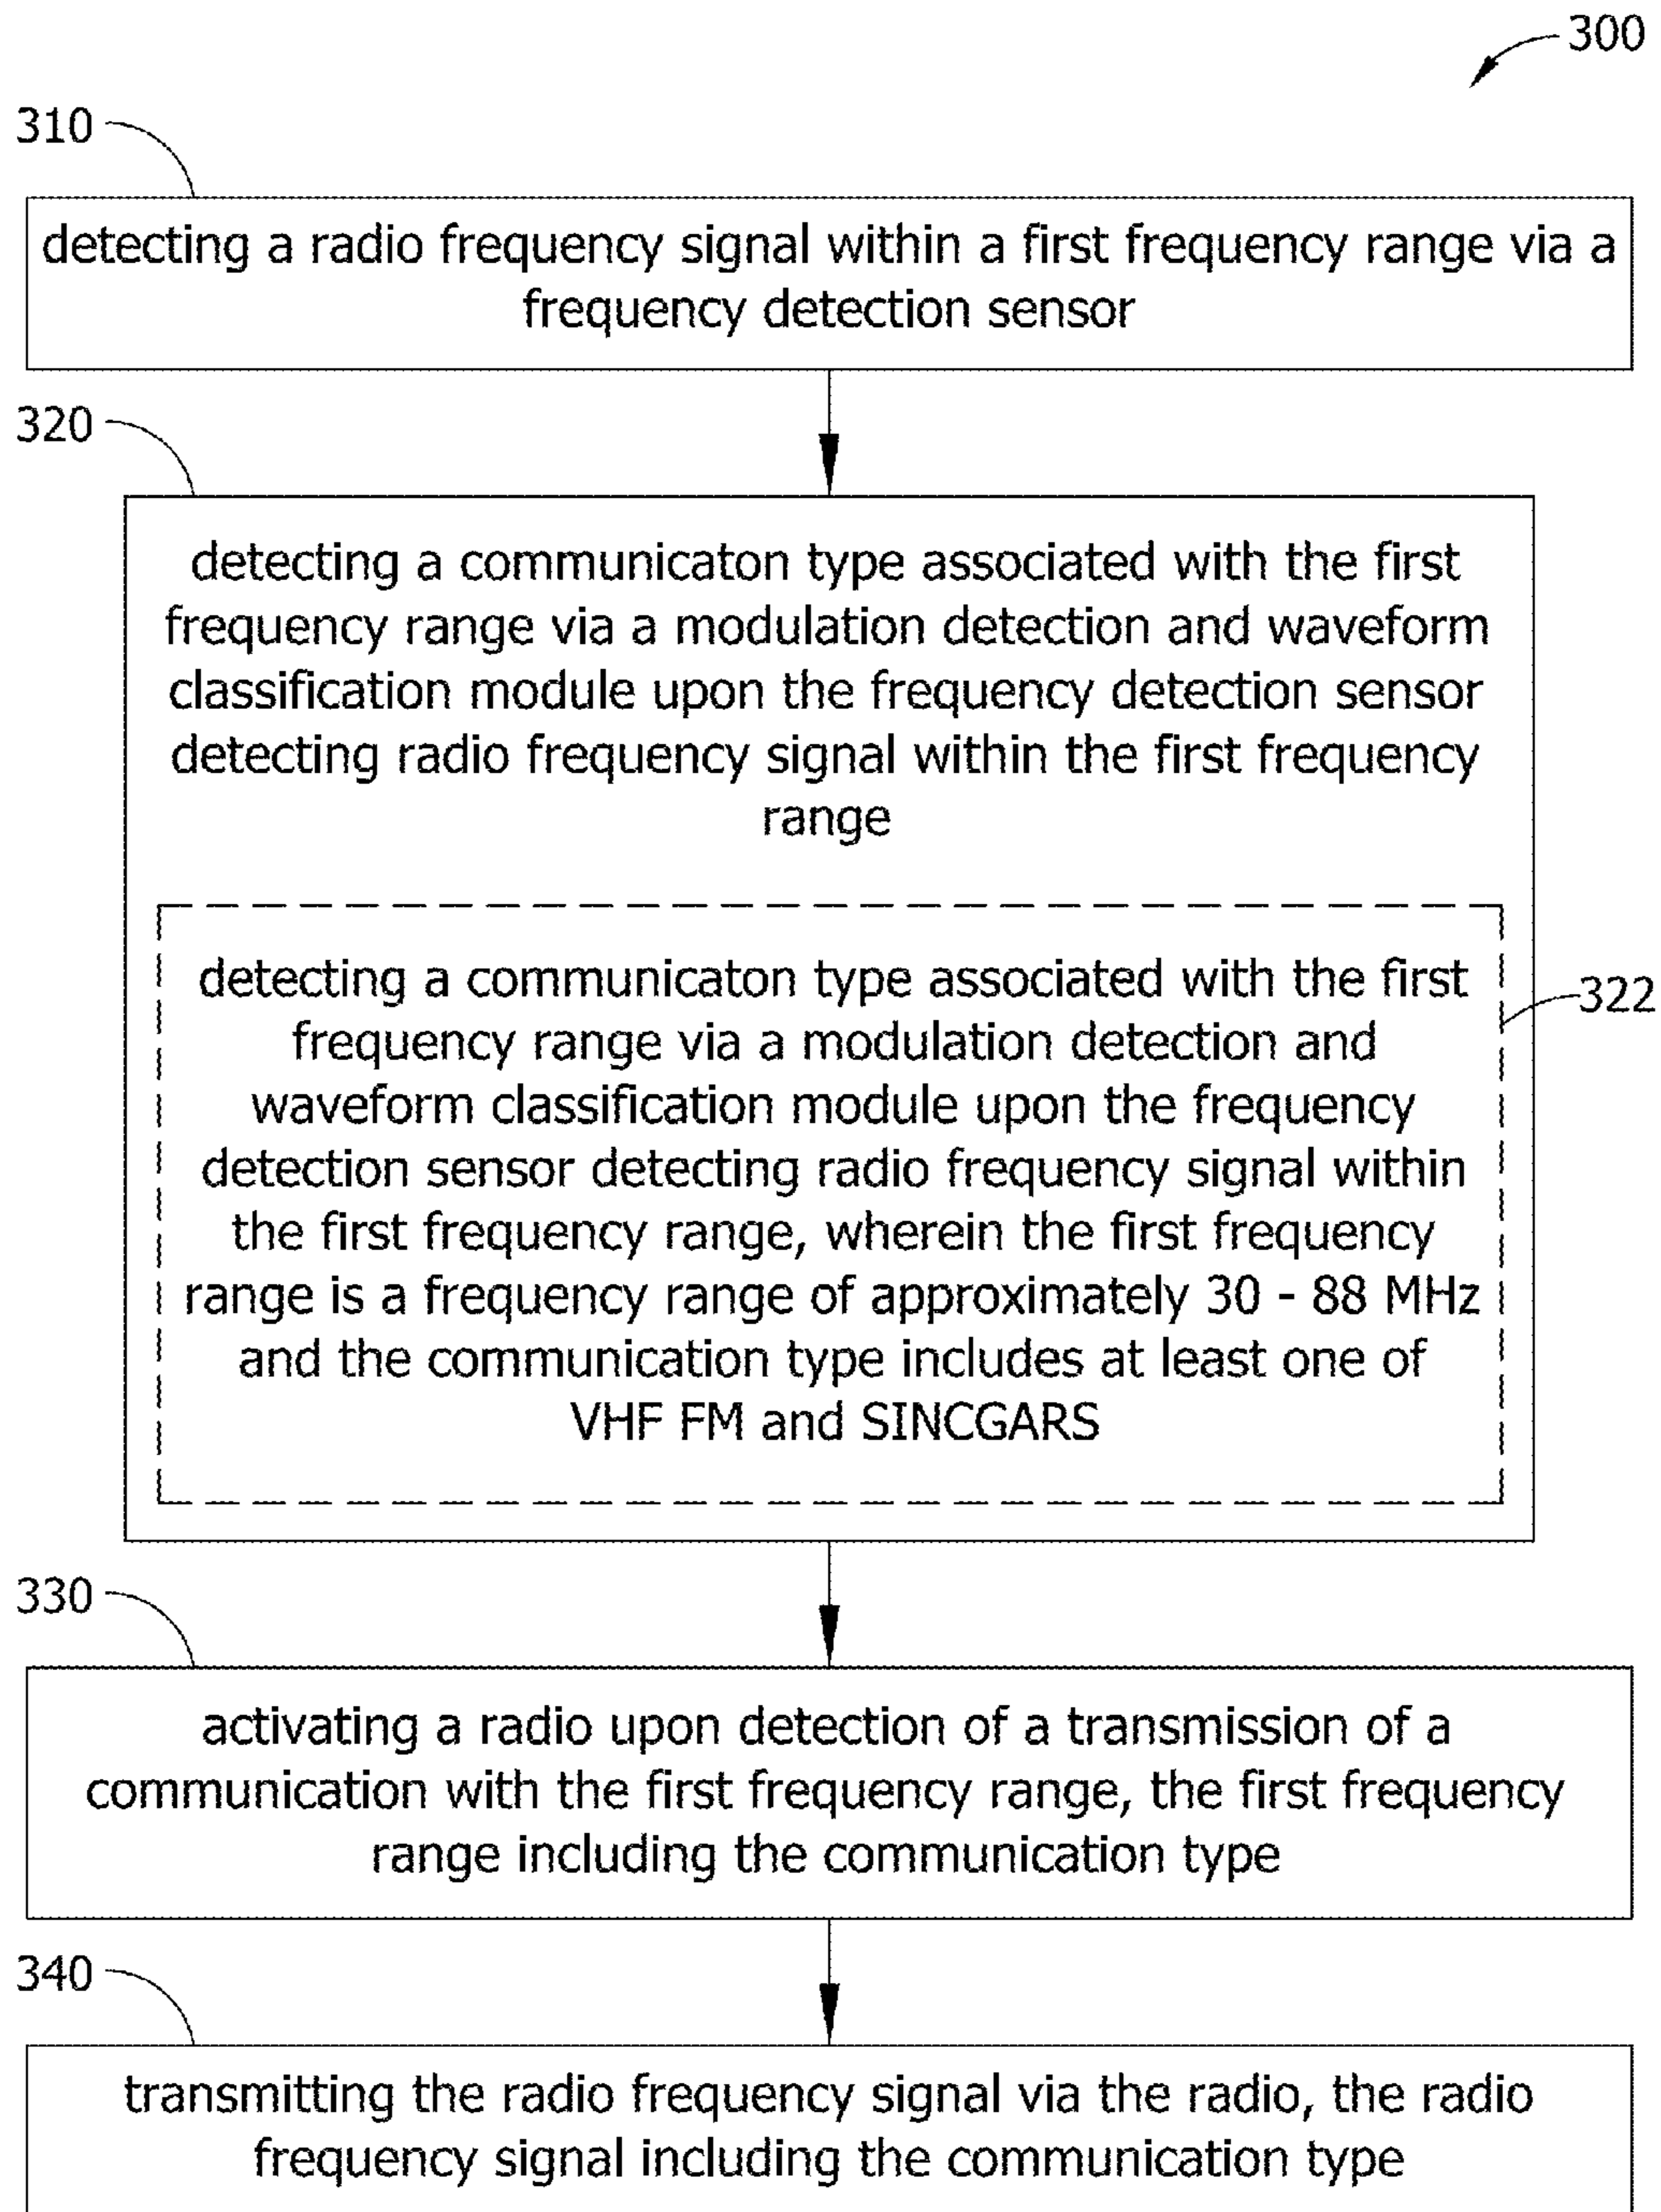 300
310
detecting a radio frequency signal within a first frequency range via a
frequency detection sensor
320
detecting a communicaton type associated with the first
frequency range via a modulation detection and waveform
classification module upon the frequency detection sensor
detecting radio frequency signal within the first frequency
range
322
detecting a communicaton type associated with the first
frequency range via a modulation detection and
waveform classification module upon the frequency
detection sensor detecting radio frequency signal within
the first frequency range, wherein the first frequency
range is a frequency range of approximately 30 - 88 MHz
and the communication type includes at least one of
VHF FM and SINCGARS
330
activating a radio upon detection of a transmission of a
communication with the first frequency range, the first frequency
range including the communication type
340
transmitting the radio frequency signal via the radio, the radio
frequency signal including the communication type